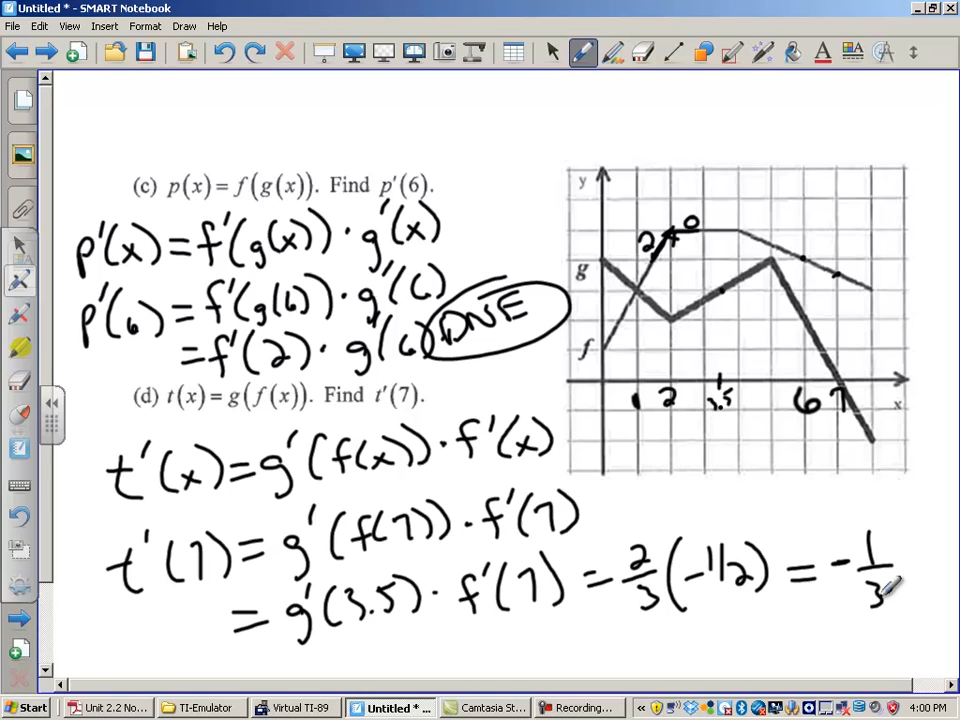 Untitled * - SMART Notebook
File Edit View Insert Format Draw Help
(c) p(x) = f(g(x)). Find p'(6).
p'(x) = f'(g(x)) · g'(x)
p'(6) = f'(g(6)) · g'(6)
= f'(2) · g'(6) DNE
(d) t(x) = g(f(x)). Find t'(7).
t'(x) = g'(f(x)) · f'(x)
t'(7) = g'(f(7)) · f'(7)
= g'(3.5) · f'(7) = 2/3 (-1/2) = - 1/3
y
2 0
g
f
2 3.5 6 7
x
Start Unit 2.2 No... TI-Emulator Virtual TI-89 Untitled * - ... Camtasia St... Recording... 4:00 PM